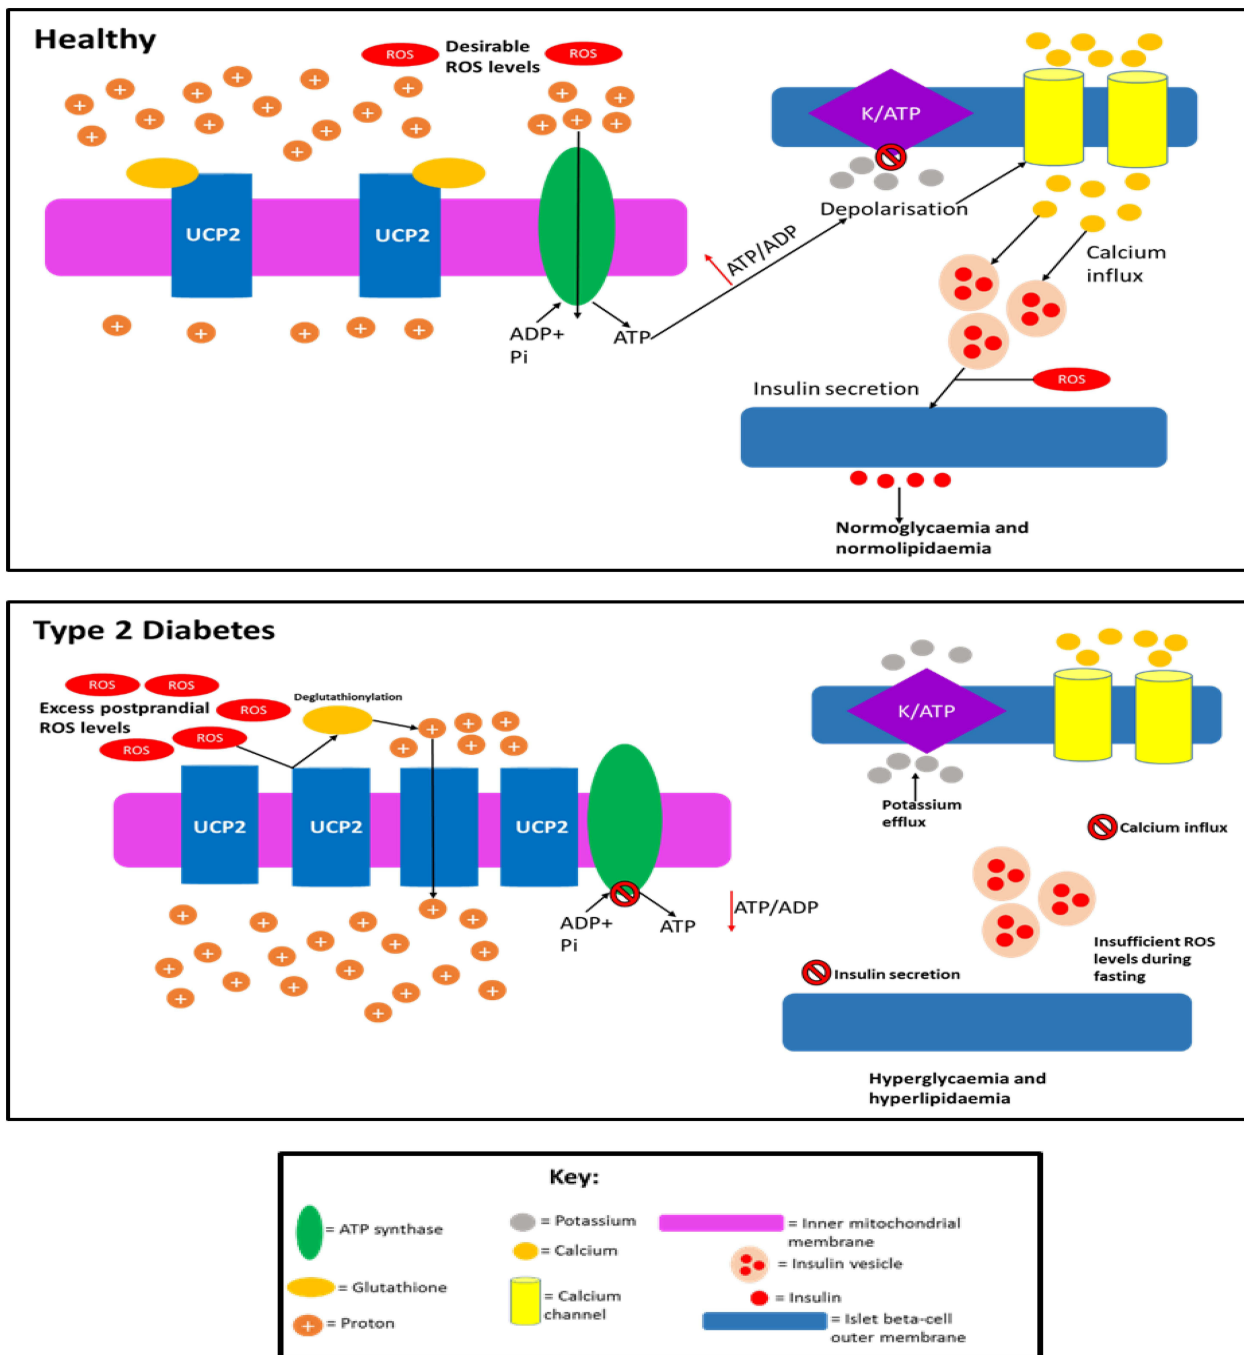 Healthy
ROS
Desirable
ROS levels
ROS
+ + + + + + + + + + + + + + + + + +
UCP2
UCP2
+ + + + +
ADP+
Pi
ATP
ATP/ADP
K/ATP
Depolarisation
Calcium
influx
Insulin secretion
ROS
Normoglycaemia and
normolipidaemia
Type 2 Diabetes
ROS
ROS
Excess postprandial
ROS levels
ROS
ROS
ROS
Deglutathionylation
+ + + + + + +
UCP2
UCP2
UCP2
+ + + + + + + + + + + + + + + + +
ADP+
Pi
ATP
ATP/ADP
K/ATP
Potassium
efflux
Calcium influx
Insufficient ROS
levels during
fasting
Insulin secretion
Hyperglycaemia and
hyperlipidaemia
Key:
= ATP synthase
= Glutathione
+ = Proton
= Potassium
= Calcium
= Calcium
channel
= Inner mitochondrial
membrane
= Insulin vesicle
= Insulin
= Islet beta-cell
outer membrane